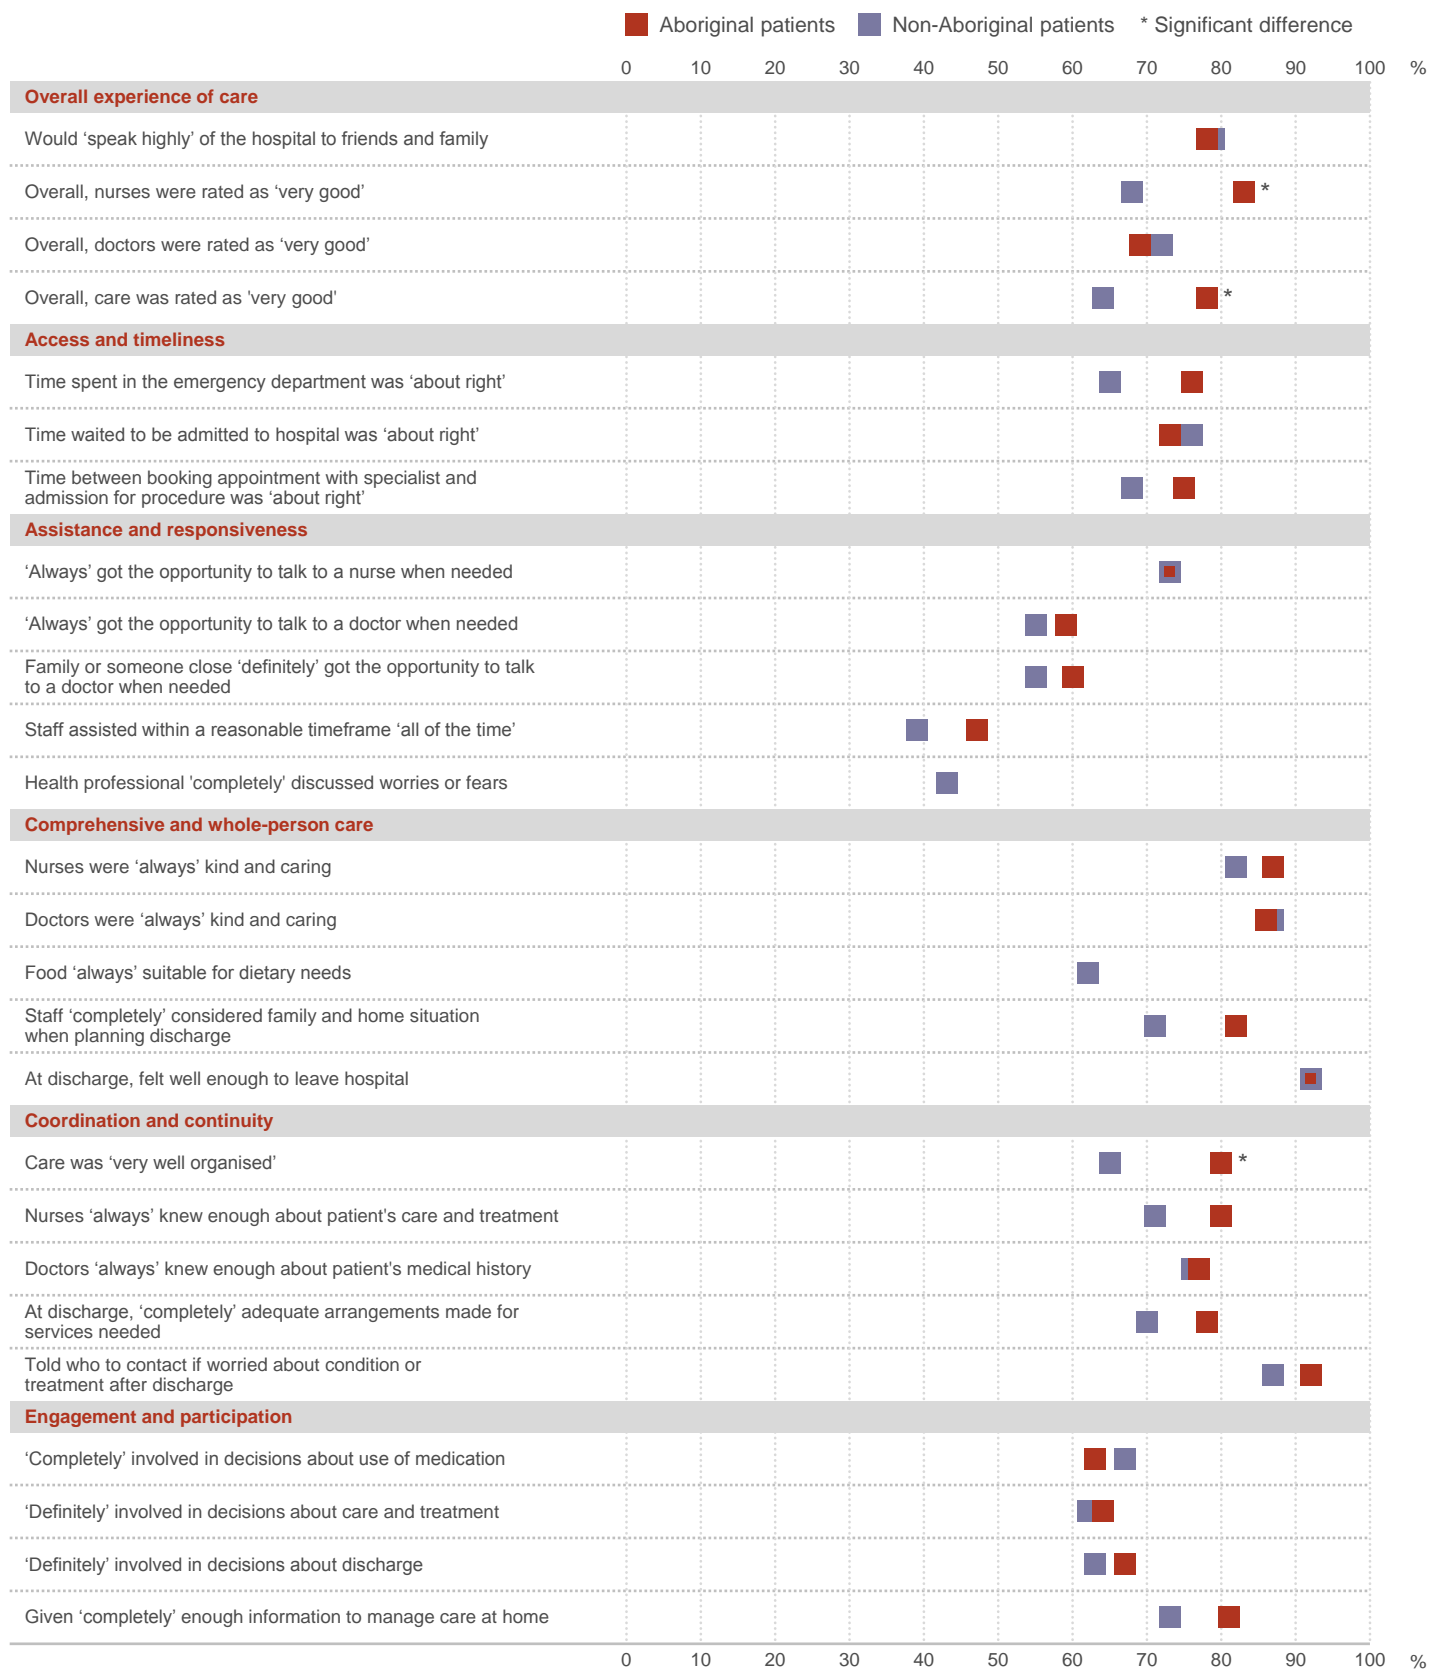 Aboriginal patients Non-Aboriginal patients * Significant difference
0 10 20 30 40 50 60 70 80 90 100 %
Overall experience of care
Would ‘speak highly’ of the hospital to friends and family
Overall, nurses were rated as ‘very good’ *
Overall, doctors were rated as ‘very good’
Overall, care was rated as 'very good' *
Access and timeliness
Time spent in the emergency department was ‘about right’
Time waited to be admitted to hospital was ‘about right’
Time between booking appointment with specialist and
admission for procedure was ‘about right’
Assistance and responsiveness
‘Always’ got the opportunity to talk to a nurse when needed
‘Always’ got the opportunity to talk to a doctor when needed
Family or someone close ‘definitely’ got the opportunity to talk
to a doctor when needed
Staff assisted within a reasonable timeframe ‘all of the time’
Health professional 'completely' discussed worries or fears
Comprehensive and whole-person care
Nurses were ‘always’ kind and caring
Doctors were ‘always’ kind and caring
Food ‘always’ suitable for dietary needs
Staff ‘completely’ considered family and home situation
when planning discharge
At discharge, felt well enough to leave hospital
Coordination and continuity
Care was ‘very well organised’ *
Nurses ‘always’ knew enough about patient's care and treatment
Doctors ‘always’ knew enough about patient's medical history
At discharge, ‘completely’ adequate arrangements made for
services needed
Told who to contact if worried about condition or
treatment after discharge
Engagement and participation
‘Completely’ involved in decisions about use of medication
‘Definitely’ involved in decisions about care and treatment
‘Definitely’ involved in decisions about discharge
Given ‘completely’ enough information to manage care at home
0 10 20 30 40 50 60 70 80 90 100 %